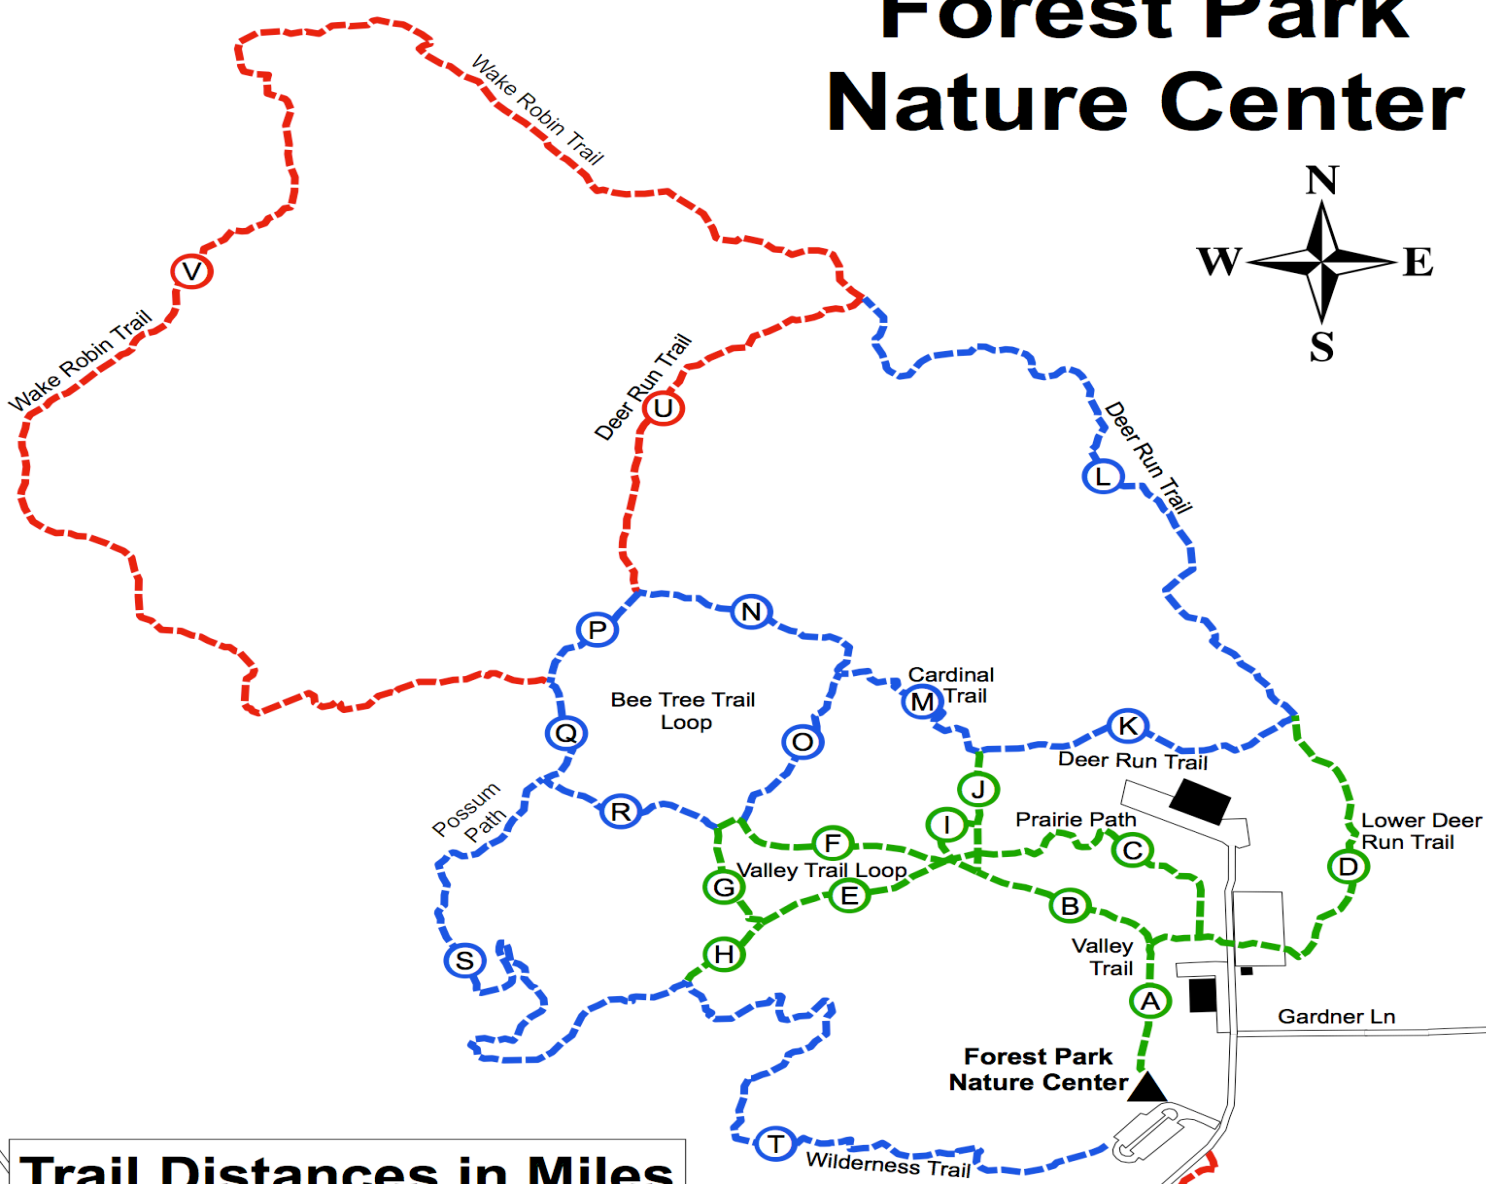 Forest Park
Nature Center
N
W
E
S
Wake Robin Trail
V
Wake Robin Trail
Deer Run Trail
U
Deer Run Trail
L
P
N
Cardinal
Trail
M
Bee Tree Trail
Loop
Q
O
K
Deer Run Trail
J
Possum
Path
R
I
Prairie Path
C
Lower Deer
Run Trail
D
F
Valley Trail Loop
G
E
B
H
S
Valley
Trail
A
Gardner Ln
Forest Park
Nature Center
T
Wilderness Trail
Trail Distances in Miles